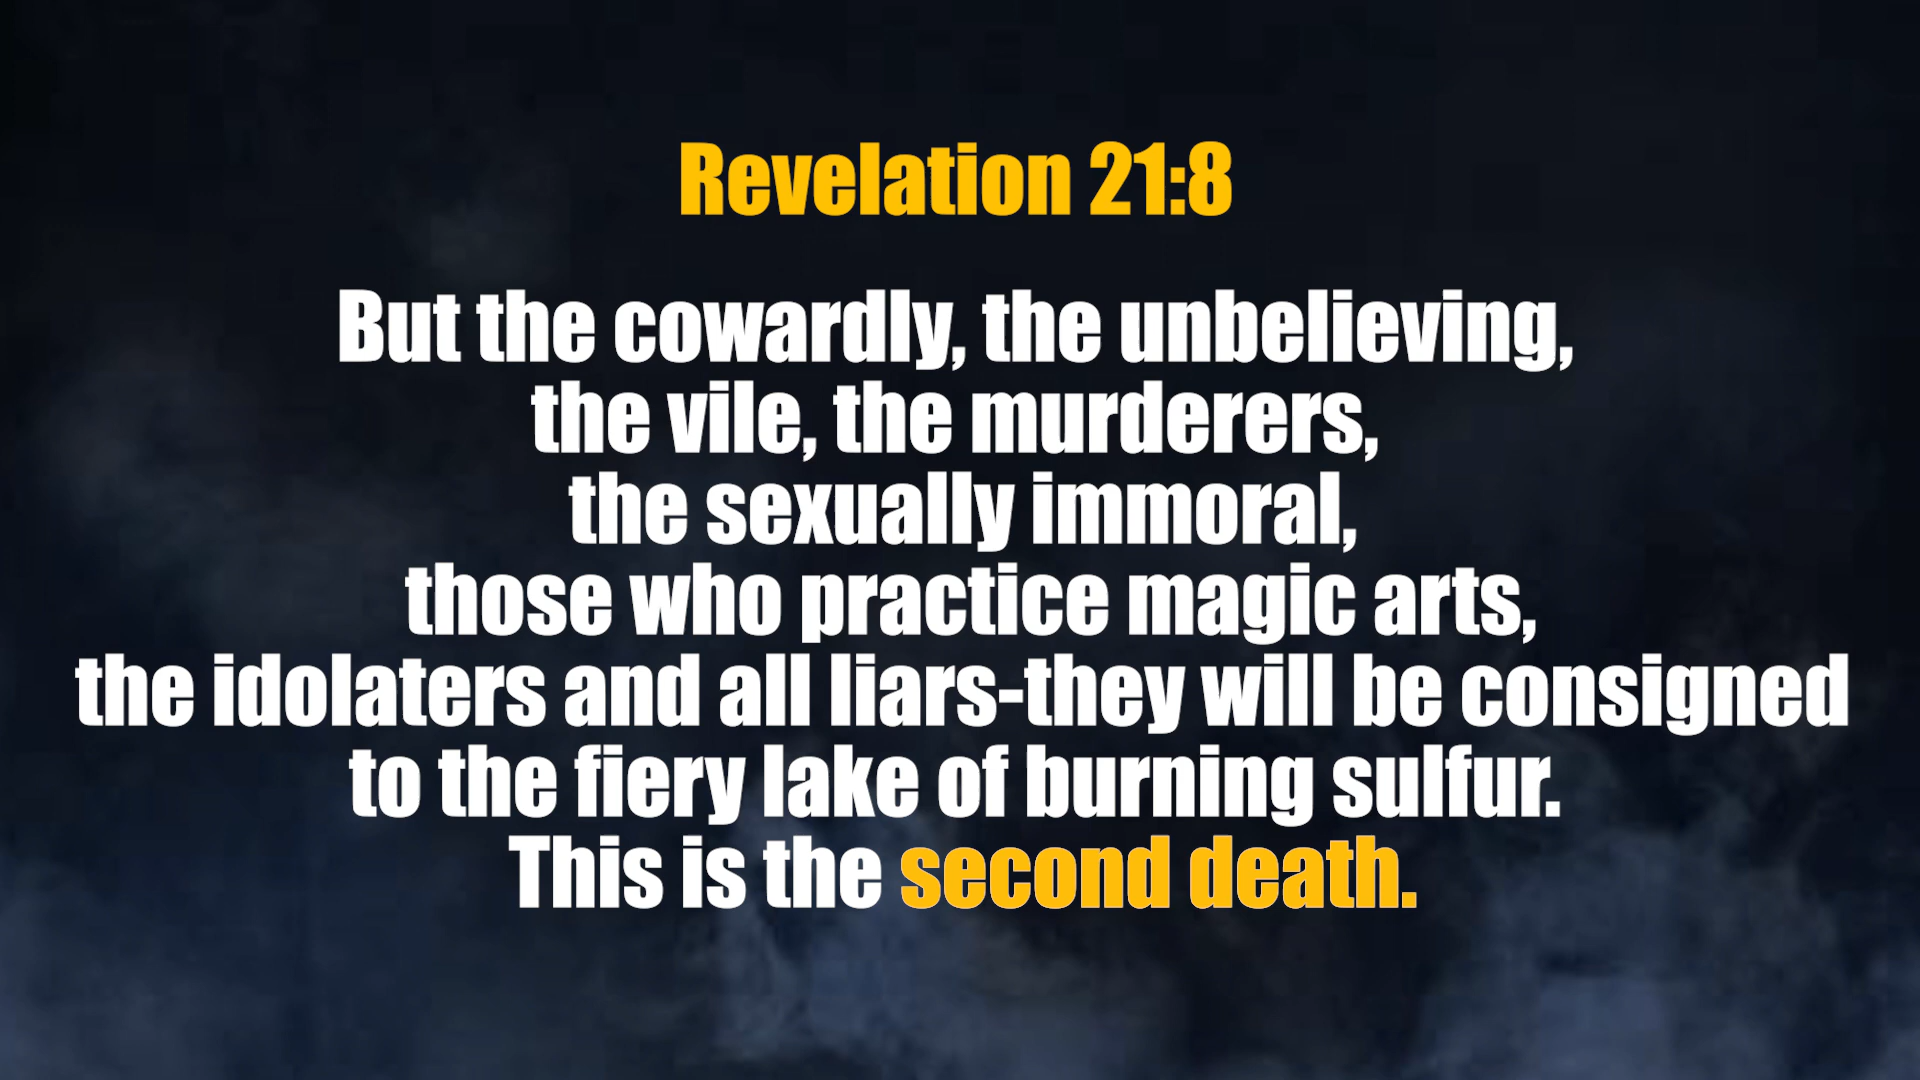 Revelation 21:8
But the cowardly, the unbelieving,
the vile, the murderers,
the sexually immoral,
those who practice magic arts,
the idolaters and all liars-they will be consigned
to the fiery lake of burning sulfur.
This is the second death.